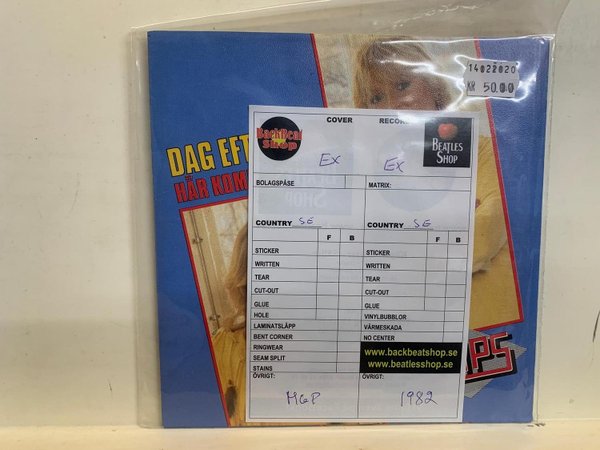 14022020
KR 50.00
DAG EFT
HÄR KOM
COVER RECORD
BackBeat
Shop
BEATLES
SHOP
EX EX
BOLAGSPÅSE MATRIX:
COUNTRY SE COUNTRY SE
F B F B
STICKER STICKER
WRITTEN WRITTEN
TEAR TEAR
CUT-OUT CUT-OUT
GLUE GLUE
HOLE VINYLBUBBLOR
LAMINATSLÄPP VÄRMESKADA
BENT CORNER NO CENTER
RINGWEAR
SEAM SPLIT
STAINS
www.backbeatshop.se
www.beatlesshop.se
ÖVRIGT: ÖVRIGT:
MGP 1982
PS